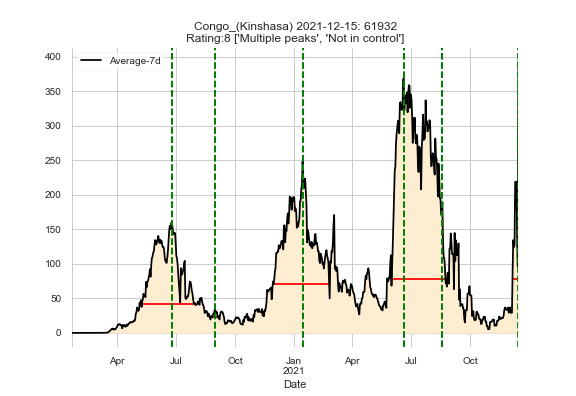 Congo_(Kinshasa) 2021-12-15: 61932
Rating:8 ['Multiple peaks', 'Not in control']
Average-7d
400
350
300
250
200
150
100
50
0
Apr Jul Oct Jan Apr Jul Oct
2021
Date